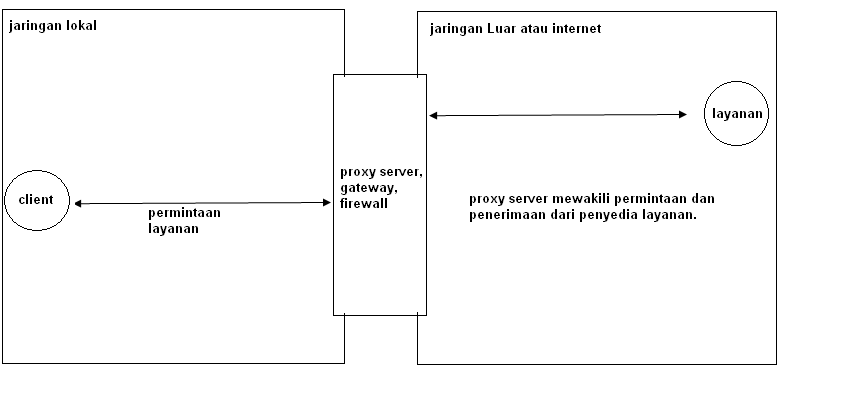 jaringan lokal
jaringan Luar atau internet
layanan
proxy server,
gateway,
firewall
client
permintaan
layanan
proxy server mewakili permintaan dan
penerimaan dari penyedia layanan.